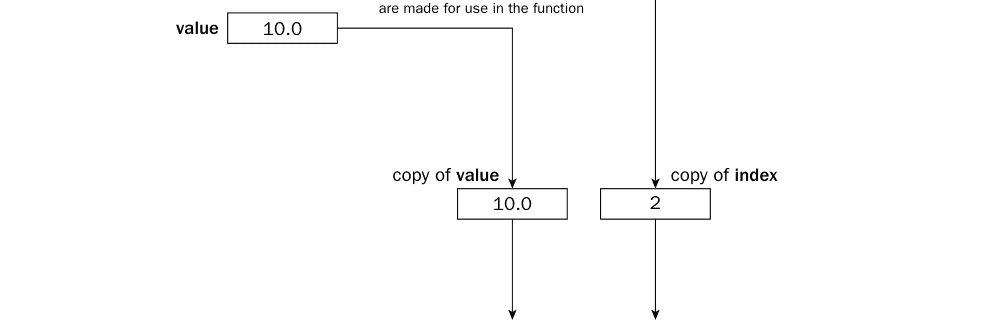 are made for use in the function
value 10.0
copy of value copy of index
10.0 2